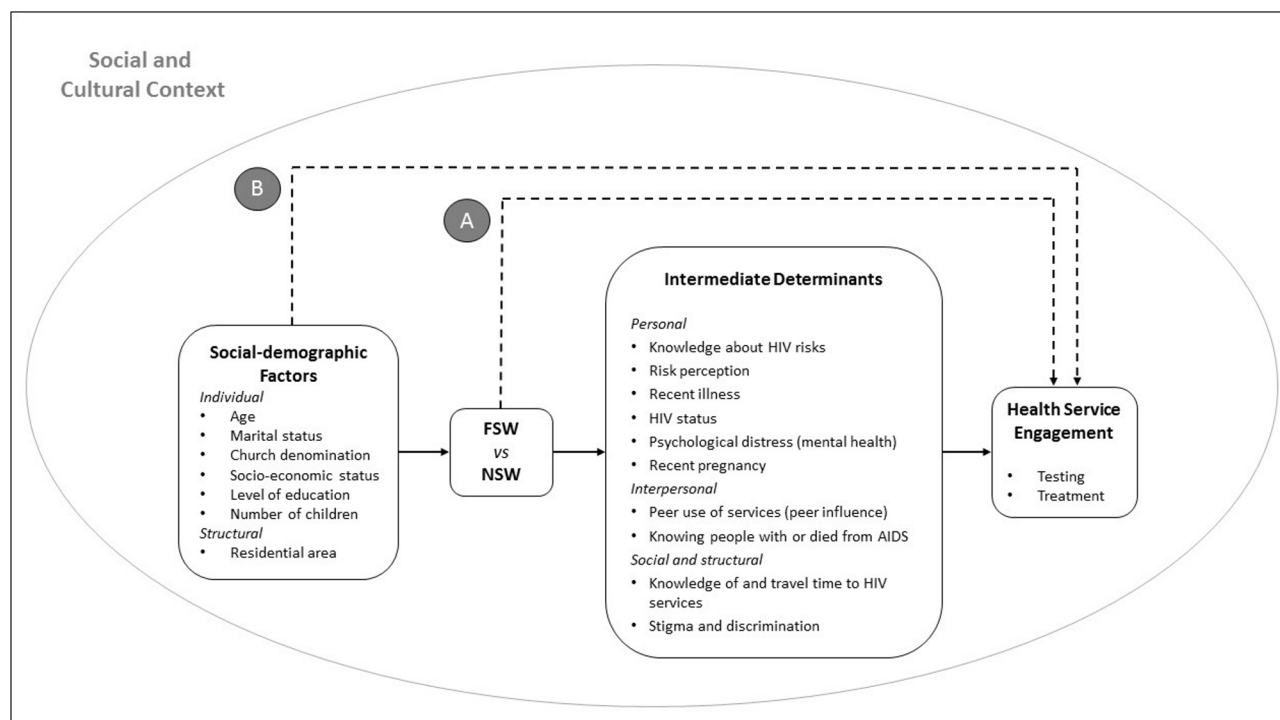 Social and
Cultural Context
B
A
Social-demographic
Factors
Individual
• Age
• Marital status
• Church denomination
• Socio-economic status
• Level of education
• Number of children
Structural
• Residential area
FSW
vs
NSW
Intermediate Determinants
Personal
• Knowledge about HIV risks
• Risk perception
• Recent illness
• HIV status
• Psychological distress (mental health)
• Recent pregnancy
Interpersonal
• Peer use of services (peer influence)
• Knowing people with or died from AIDS
Social and structural
• Knowledge of and travel time to HIV
services
• Stigma and discrimination
Health Service
Engagement
• Testing
• Treatment